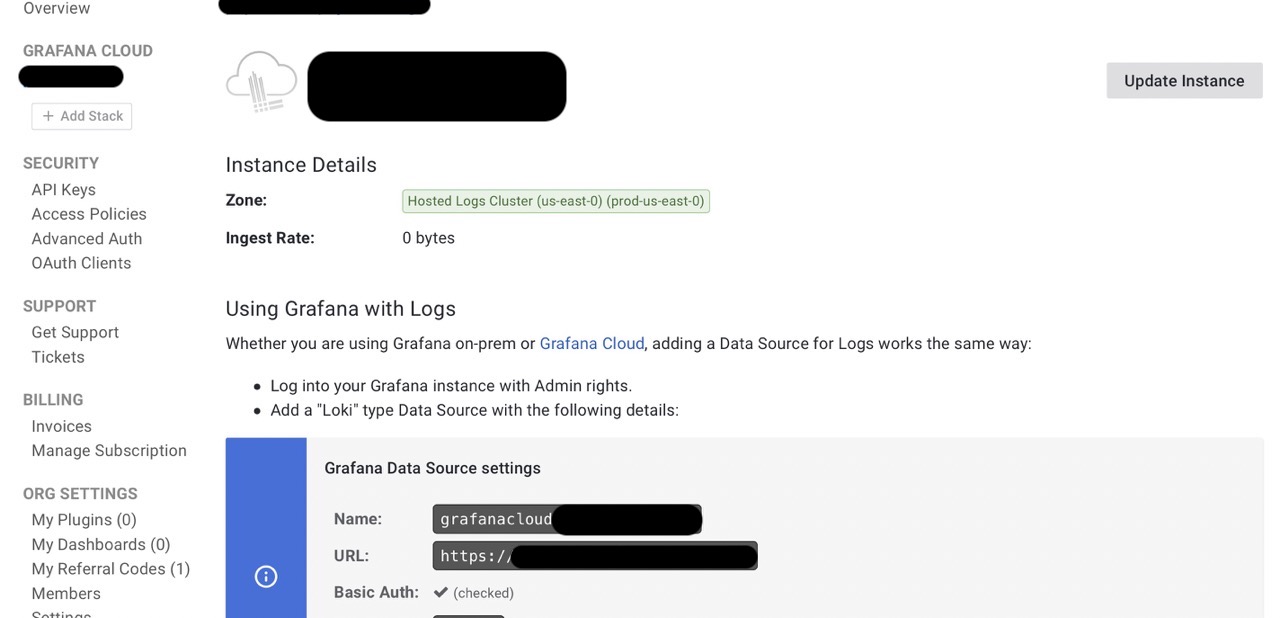 Overview
GRAFANA CLOUD
+ Add Stack
SECURITY
API Keys
Access Policies
Advanced Auth
OAuth Clients
SUPPORT
Get Support
Tickets
BILLING
Invoices
Manage Subscription
ORG SETTINGS
My Plugins (0)
My Dashboards (0)
My Referral Codes (1)
Members
Settings
Update Instance
Instance Details
Zone: Hosted Logs Cluster (us-east-0) (prod-us-east-0)
Ingest Rate: 0 bytes
Using Grafana with Logs
Whether you are using Grafana on-prem or Grafana Cloud, adding a Data Source for Logs works the same way:
• Log into your Grafana instance with Admin rights.
• Add a "Loki" type Data Source with the following details:
Grafana Data Source settings
Name: grafanacloud
URL: https://
Basic Auth: ✔ (checked)